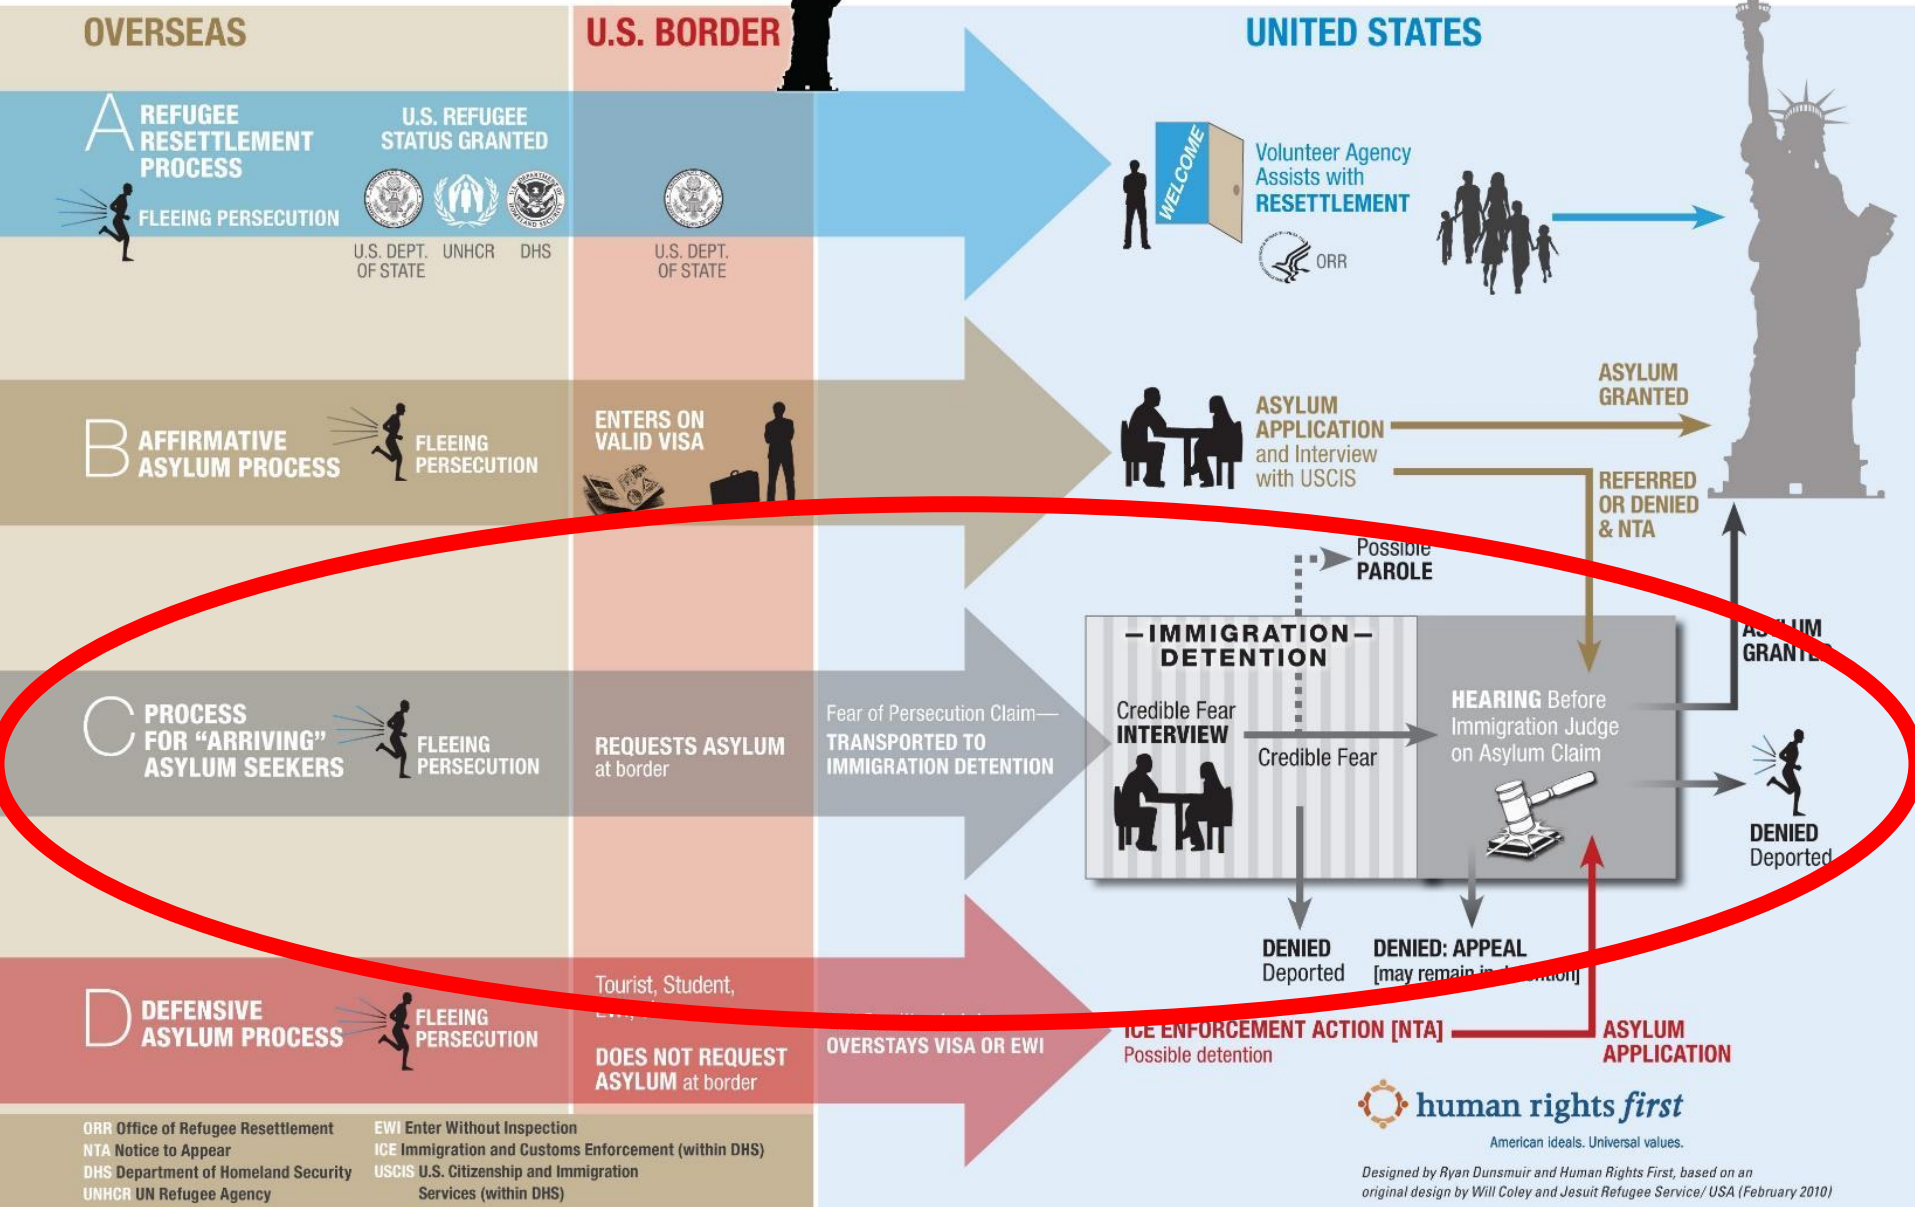 OVERSEAS
U.S. BORDER
UNITED STATES
A REFUGEE
RESETTLEMENT
PROCESS
FLEEING PERSECUTION
U.S. REFUGEE
STATUS GRANTED
U.S. DEPT.
OF STATE
UNHCR
DHS
U.S. DEPT.
OF STATE
WELCOME
Volunteer Agency
Assists with
RESETTLEMENT
ORR
B AFFIRMATIVE
ASYLUM PROCESS
FLEEING
PERSECUTION
ENTERS ON
VALID VISA
ASYLUM
APPLICATION
and Interview
with USCIS
ASYLUM
GRANTED
REFERRED
OR DENIED
& NTA
C PROCESS
FOR “ARRIVING”
ASYLUM SEEKERS
FLEEING
PERSECUTION
REQUESTS ASYLUM
at border
Fear of Persecution Claim—
TRANSPORTED TO
IMMIGRATION DETENTION
Possible
PAROLE
—IMMIGRATION—
DETENTION
Credible Fear
INTERVIEW
Credible Fear
HEARING Before
Immigration Judge
on Asylum Claim
ASYLUM
GRANTED
DENIED
Deported
DENIED
Deported
DENIED: APPEAL
[may remain in detention]
D DEFENSIVE
ASYLUM PROCESS
FLEEING
PERSECUTION
Tourist, Student,
DOES NOT REQUEST
ASYLUM at border
OVERSTAYS VISA OR EWI
ICE ENFORCEMENT ACTION [NTA]
Possible detention
ASYLUM
APPLICATION
ORR Office of Refugee Resettlement
NTA Notice to Appear
DHS Department of Homeland Security
UNHCR UN Refugee Agency
EWI Enter Without Inspection
ICE Immigration and Customs Enforcement (within DHS)
USCIS U.S. Citizenship and Immigration
Services (within DHS)
human rights first
American ideals. Universal values.
Designed by Ryan Dunsmuir and Human Rights First, based on an
original design by Will Coley and Jesuit Refugee Service/ USA (February 2010)